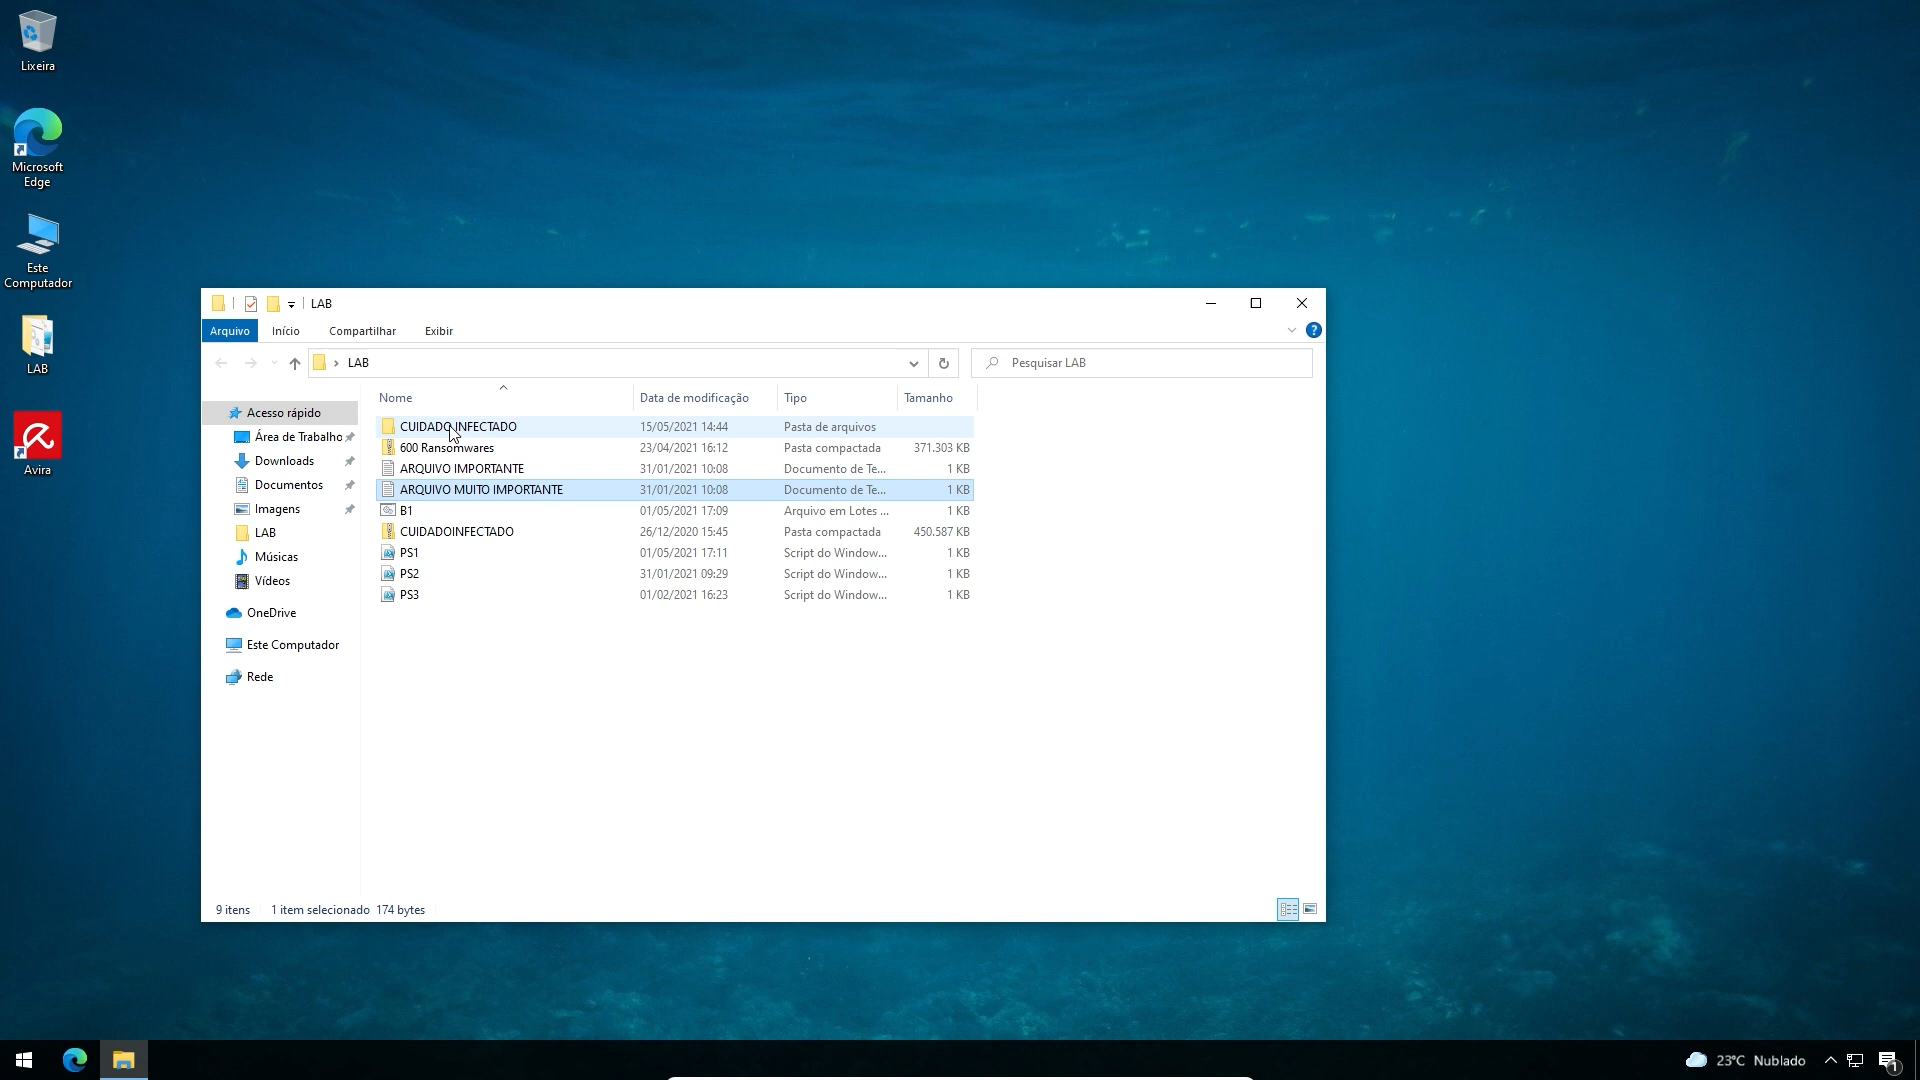 Lixeira
Microsoft
Edge
Este
Computador
LAB
Avira
LAB
Arquivo Início Compartilhar Exibir
LAB
Pesquisar LAB
Nome Data de modificação Tipo Tamanho
CUIDADO INFECTADO 15/05/2021 14:44 Pasta de arquivos
600 Ransomwares 23/04/2021 16:12 Pasta compactada 371.303 KB
ARQUIVO IMPORTANTE 31/01/2021 10:08 Documento de Te... 1 KB
ARQUIVO MUITO IMPORTANTE 31/01/2021 10:08 Documento de Te... 1 KB
B1 01/05/2021 17:09 Arquivo em Lotes ... 1 KB
CUIDADOINFECTADO 26/12/2020 15:45 Pasta compactada 450.587 KB
PS1 01/05/2021 17:11 Script do Window... 1 KB
PS2 31/01/2021 09:29 Script do Window... 1 KB
PS3 01/02/2021 16:23 Script do Window... 1 KB
Acesso rápido
Área de Trabalho
Downloads
Documentos
Imagens
LAB
Músicas
Vídeos
OneDrive
Este Computador
Rede
9 itens 1 item selecionado 174 bytes
23°C Nublado
1